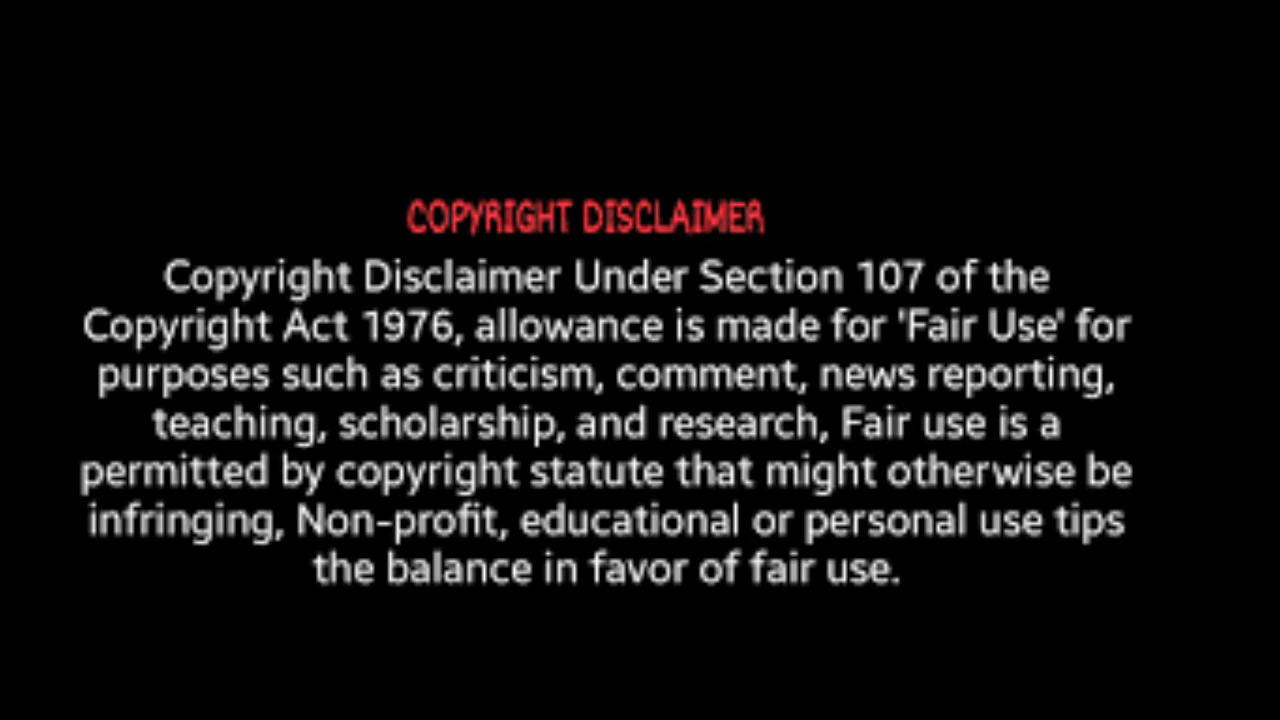 COPYRIGHT DISCLAIMER
Copyright Disclaimer Under Section 107 of the
Copyright Act 1976, allowance is made for 'Fair Use' for
purposes such as criticism, comment, news reporting,
teaching, scholarship, and research, Fair use is a
permitted by copyright statute that might otherwise be
infringing, Non-profit, educational or personal use tips
the balance in favor of fair use.